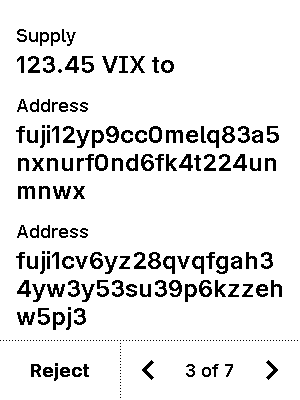 Supply
123.45 VIX to
Address
fuji12yp9cc0melq83a5
nxnurf0nd6fk4t224un
mnwx
Address
fuji1cv6yz28qvqfgah3
4yw3y53su39p6kzzeh
w5pj3
Reject
3 of 7